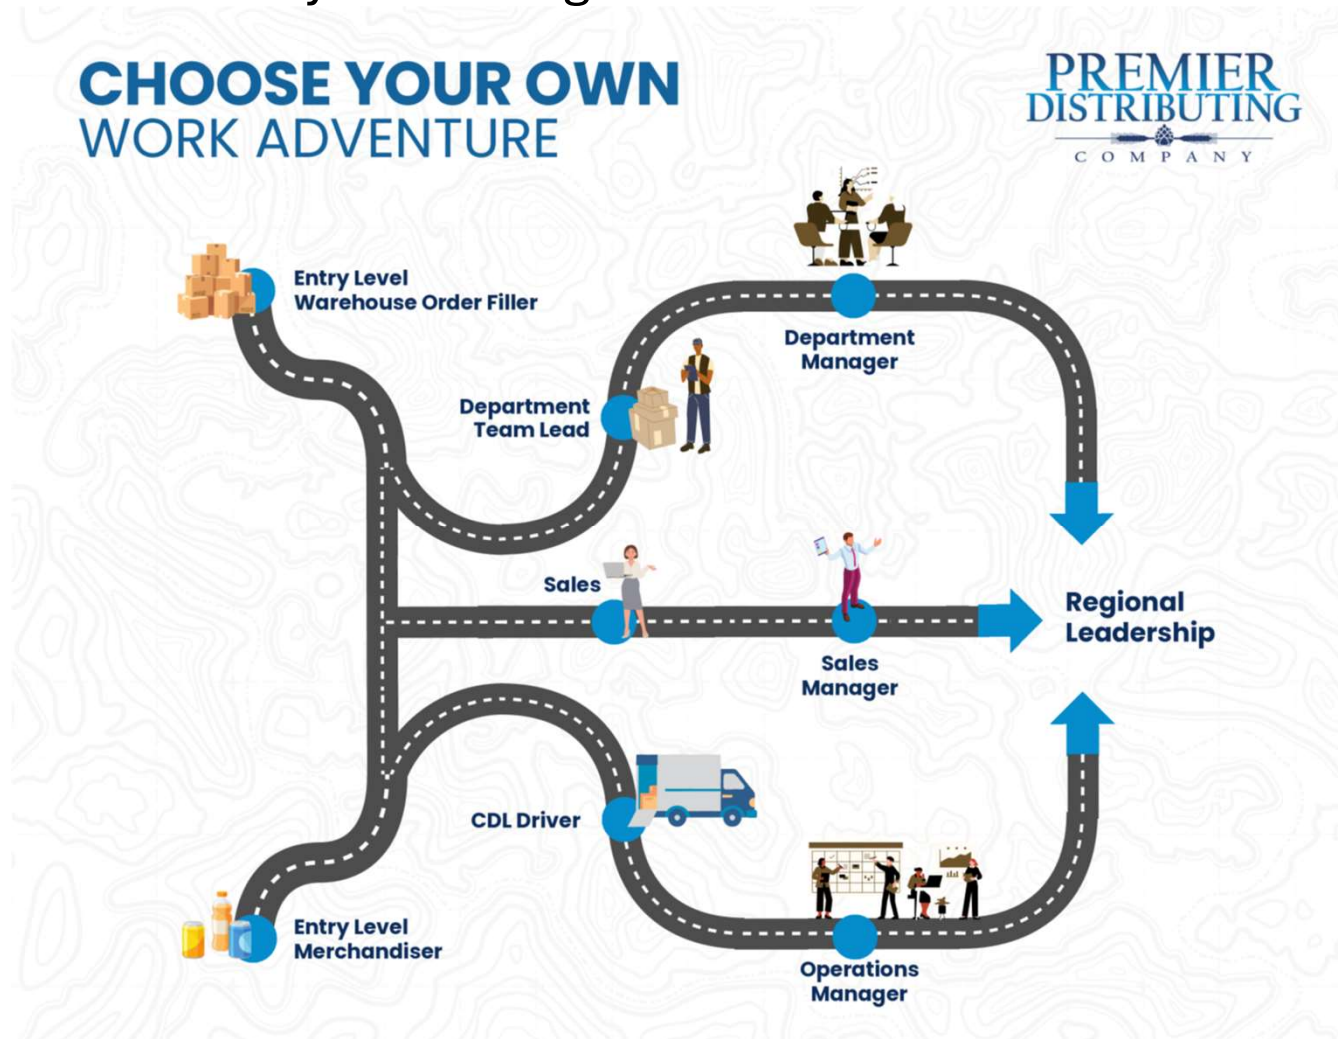 CHOOSE YOUR OWN
WORK ADVENTURE
PREMIER
DISTRIBUTING
COMPANY
Entry Level
Warehouse Order Filler
Department
Manager
Department
Team Lead
Sales
Sales
Manager
Regional
Leadership
CDL Driver
Entry Level
Merchandiser
Operations
Manager